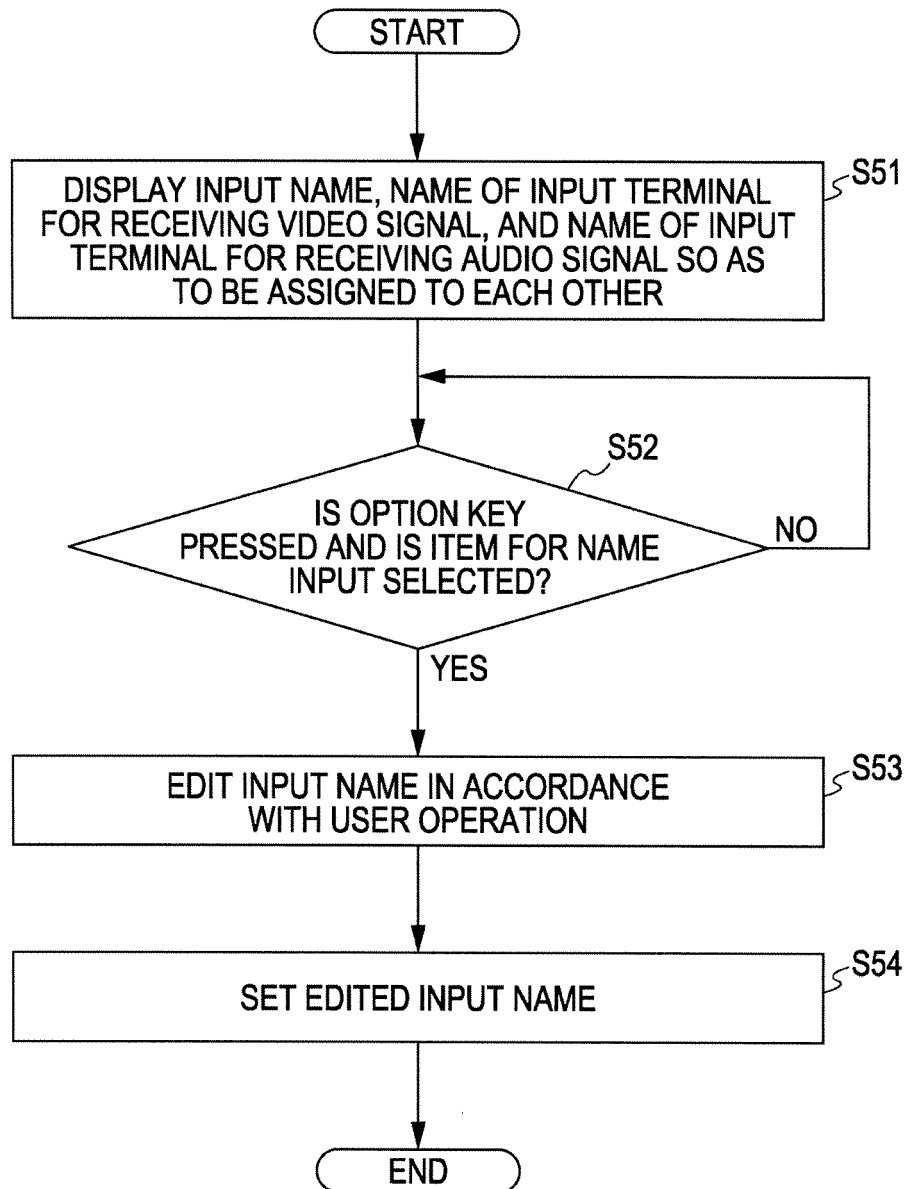 START
S51
DISPLAY INPUT NAME, NAME OF INPUT TERMINAL
FOR RECEIVING VIDEO SIGNAL, AND NAME OF INPUT
TERMINAL FOR RECEIVING AUDIO SIGNAL SO AS
TO BE ASSIGNED TO EACH OTHER
S52
IS OPTION KEY
PRESSED AND IS ITEM FOR NAME
INPUT SELECTED?
NO
YES
S53
EDIT INPUT NAME IN ACCORDANCE
WITH USER OPERATION
S54
SET EDITED INPUT NAME
END